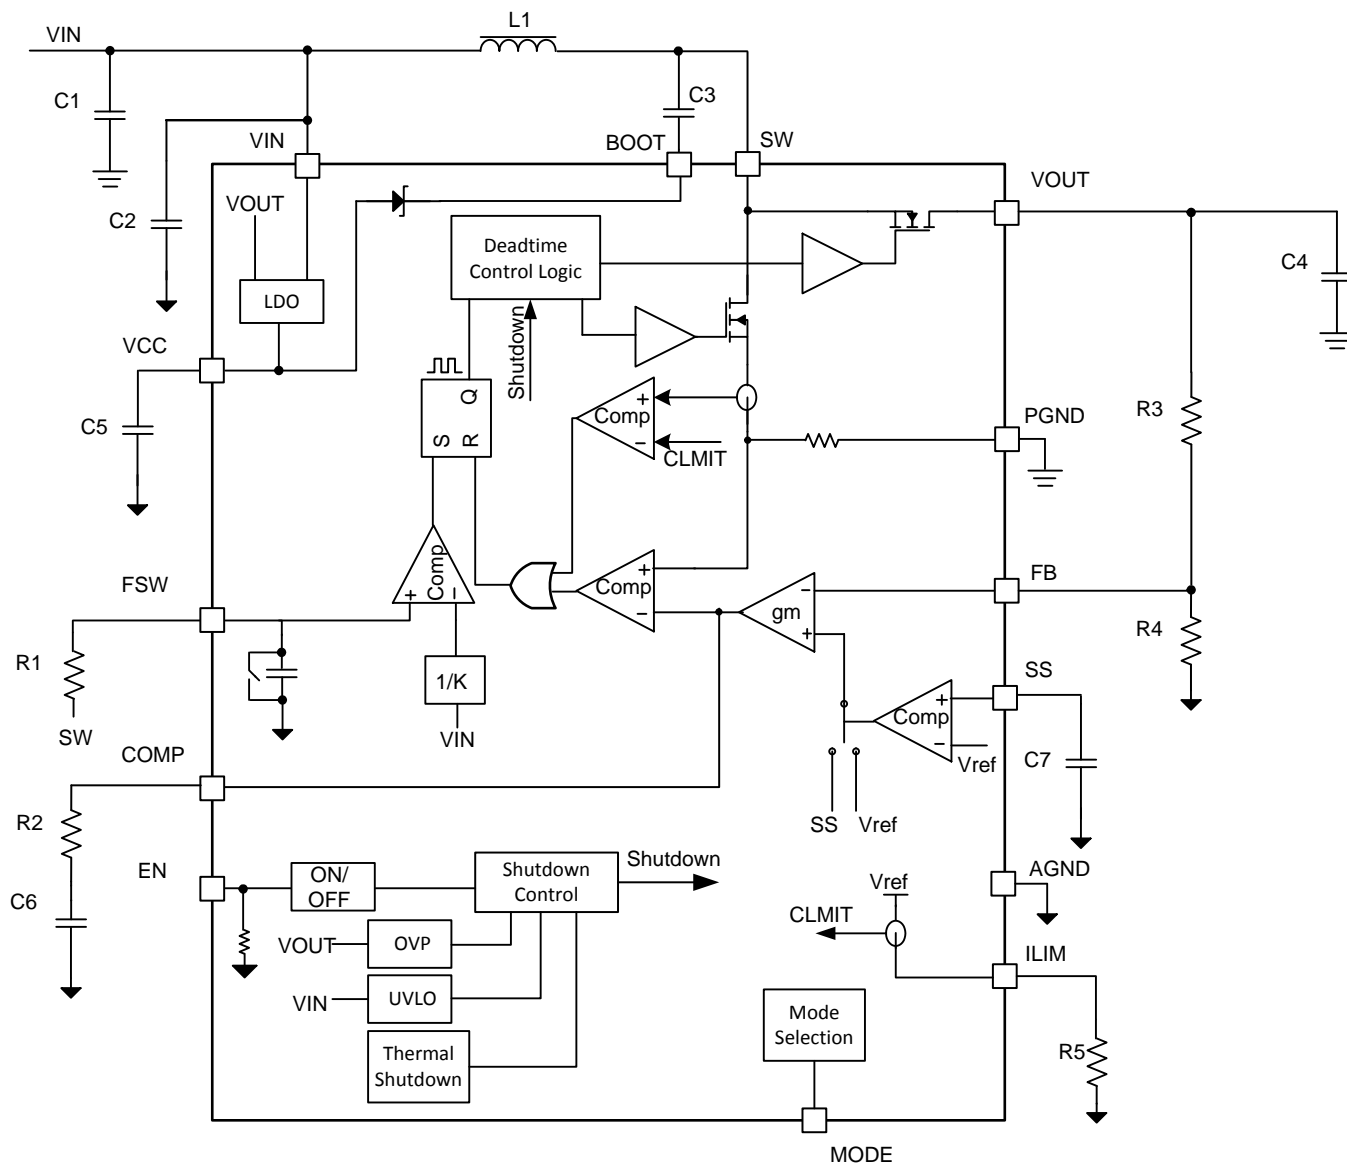 VIN
L1
C1
C3
VIN
BOOT
SW
VOUT
C2
VOUT
Deadtime
Control Logic
C4
LDO
Shutdown
VCC
Q
S
R
+
Comp
−
CLMIT
C5
PGND
R3
FSW
Comp
+
−
+
Comp
−
−
gm
+
FB
R4
R1
SW
1/K
VIN
SS
+
Comp
−
Vref
C7
COMP
SS
Vref
R2
EN
ON/
OFF
Shutdown
Control
Shutdown
C6
VOUT
OVP
VIN
UVLO
Thermal
Shutdown
Vref
CLMIT
AGND
ILIM
Mode
Selection
R5
MODE